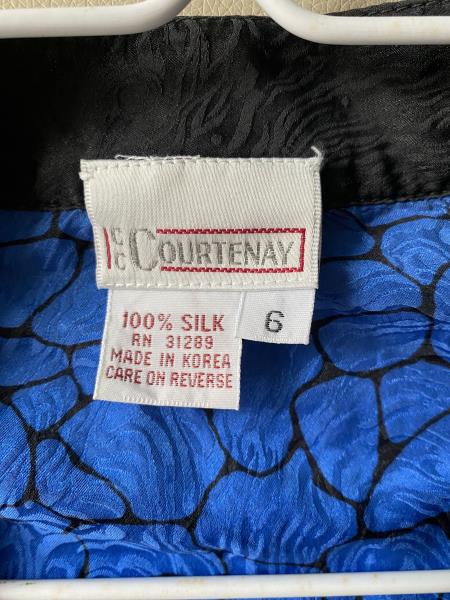 CC COURTENAY
6
100% SILK
RN 31289
MADE IN KOREA
CARE ON REVERSE